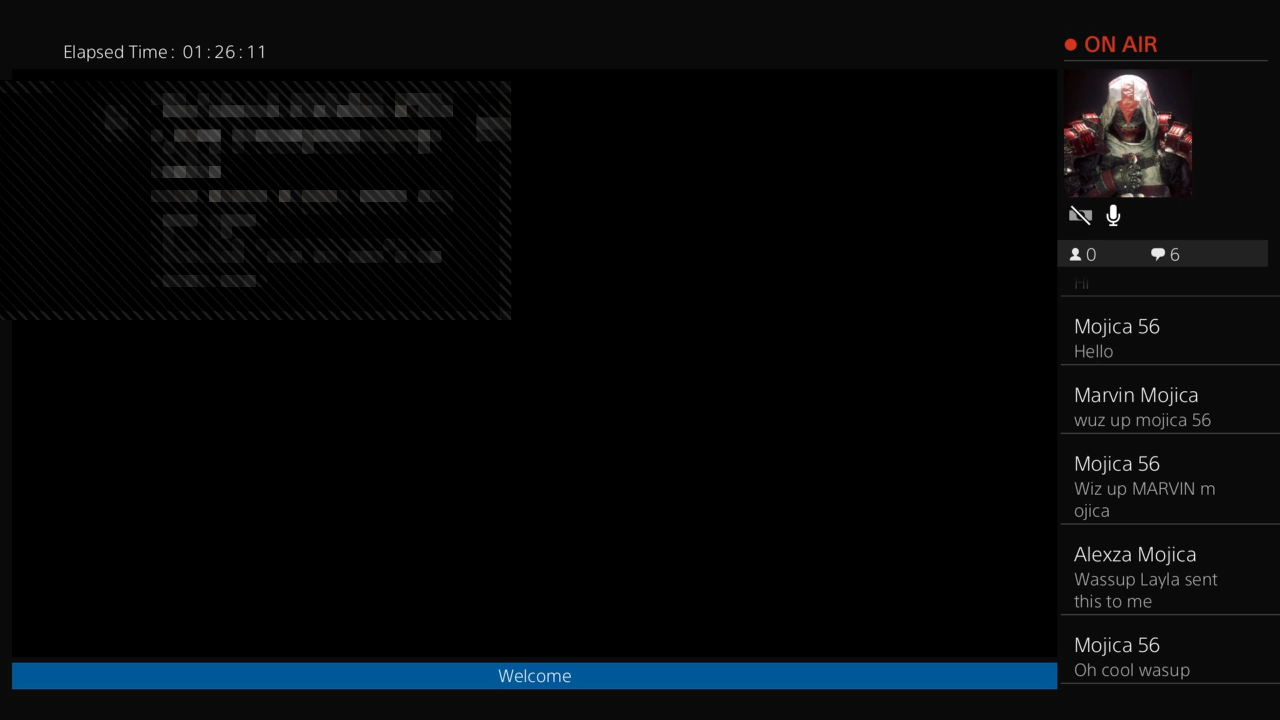 Elapsed Time: 01:26:11
ON AIR
0
6
Hi
Mojica 56
Hello
Marvin Mojica
wuz up mojica 56
Mojica 56
Wiz up MARVIN m
ojica
Alexza Mojica
Wassup Layla sent
this to me
Mojica 56
Oh cool wasup
Welcome